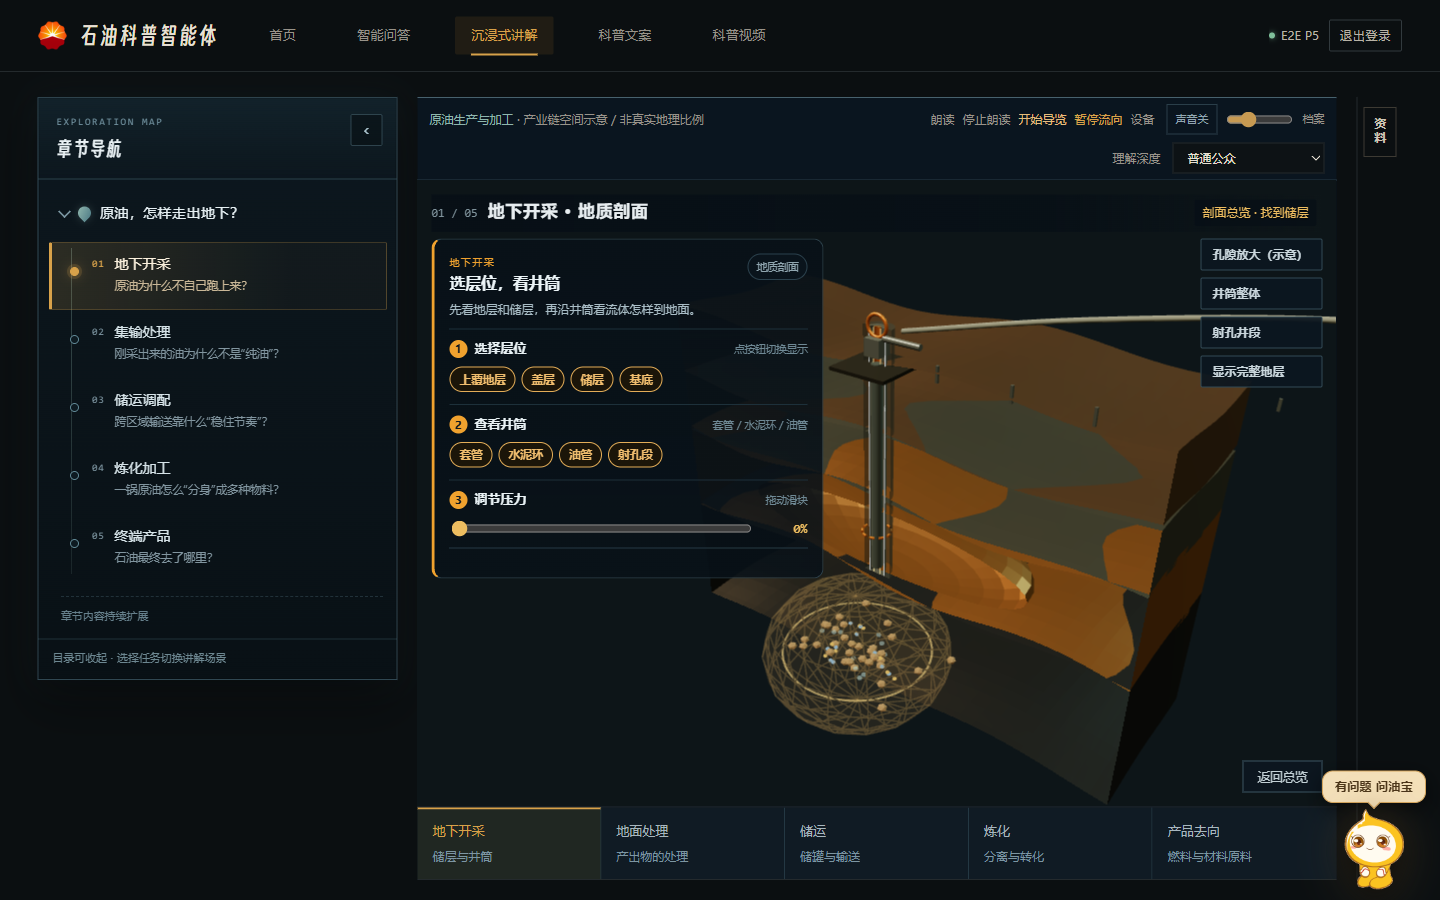 石油科普智能体
首页
智能问答
沉浸式讲解
科普文案
科普视频
E2E P5
退出登录
EXPLORATION MAP
章节导航
‹
原油，怎样走出地下？
01 地下开采
原油为什么不自己跑上来？
02 集输处理
刚采出来的油为什么不是“纯油”？
03 储运调配
跨区域输送靠什么“稳住节奏”？
04 炼化加工
一锅原油怎么“分身”成多种物料？
05 终端产品
石油最终去了哪里？
章节内容持续扩展
目录可收起 · 选择任务切换讲解场景
原油生产与加工 · 产业链空间示意 / 非真实地理比例
朗读 停止朗读 开始导览 暂停流向 设备 声音关 档案
理解深度 普通公众
01 / 05 地下开采 · 地质剖面
剖面总览 · 找到储层
地下开采
选层位，看井筒
地质剖面
先看地层和储层，再沿井筒看流体怎样到地面。
1 选择层位 点按钮切换显示
上覆地层 盖层 储层 基底
2 查看井筒 套管 / 水泥环 / 油管
套管 水泥环 油管 射孔段
3 调节压力 拖动滑块
0%
孔隙放大（示意）
井筒整体
射孔井段
显示完整地层
返回总览
资料
有问题 问油宝
地下开采
储层与井筒
地面处理
产出物的处理
储运
储罐与输送
炼化
分离与转化
产品去向
燃料与材料原料